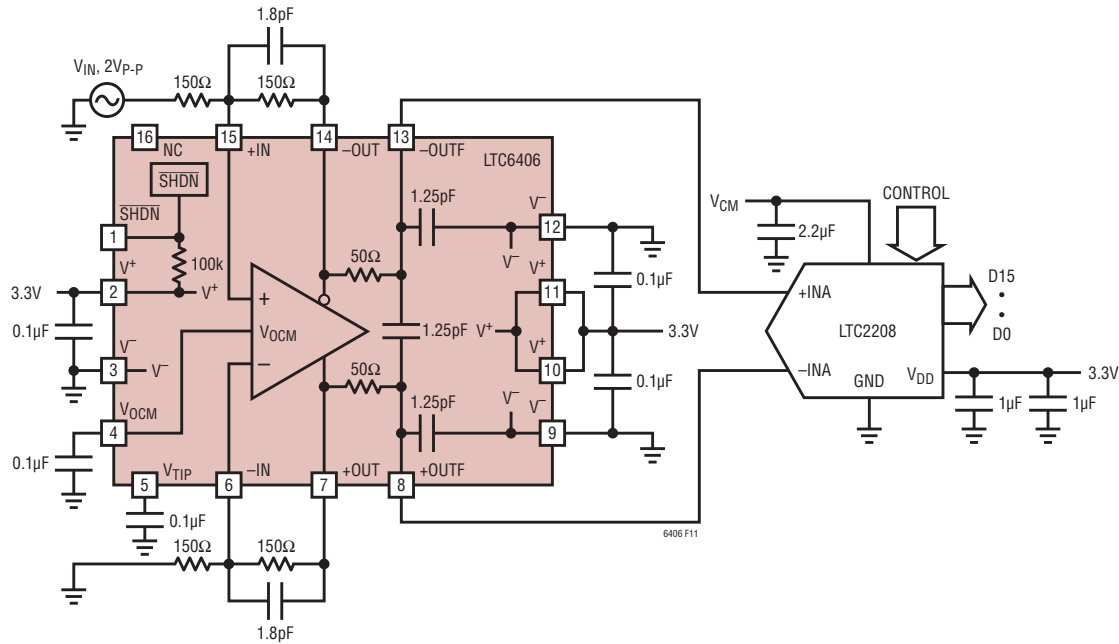 1.8pF
V_IN, 2V_P-P
150Ω
150Ω
16
15
14
13
NC
+IN
–OUT
–OUTF
LTC6406
SHDN
SHDN
1
100k
V+
3.3V
2
V+
0.1µF
V–
3
V–
V_OCM
4
0.1µF
V_TIP
5
0.1µF
+
V_OCM
–
50Ω
50Ω
1.25pF
1.25pF
1.25pF
V–
12
V–
V+
11
V+
V+
10
V–
V–
9
0.1µF
3.3V
0.1µF
–IN
+OUT
+OUTF
6
7
8
150Ω
150Ω
1.8pF
6406 F11
V_CM
2.2µF
CONTROL
+INA
LTC2208
–INA
GND
V_DD
D15
•
•
D0
3.3V
1µF
1µF